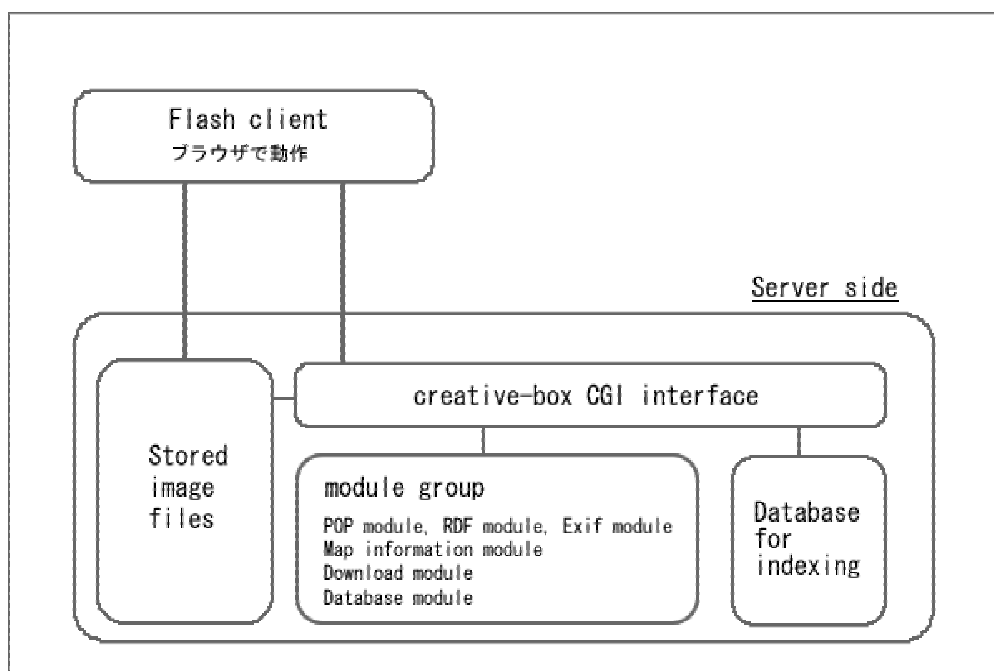 Flash client
ブラウザで動作
Server side
creative-box CGI interface
Stored
image
files
module group
POP module, RDF module, Exif module
Map information module
Download module
Database module
Database
for
indexing